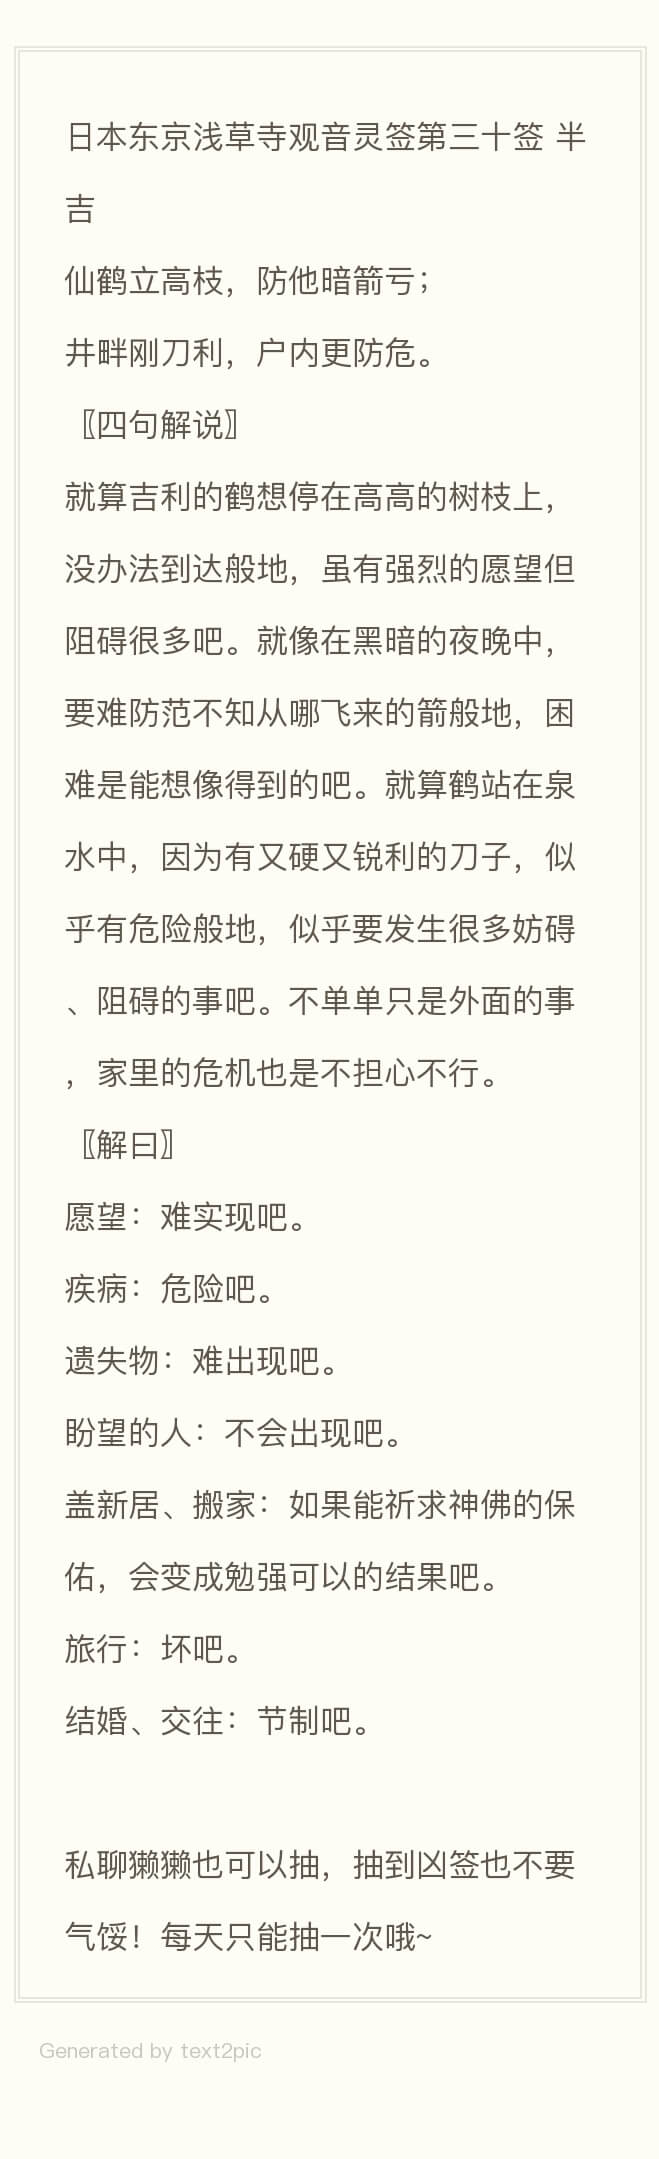 日本东京浅草寺观音灵签第三十签 半
吉
仙鹤立高枝，防他暗箭亏；
井畔刚刀利，户内更防危。
〖四句解说〗
就算吉利的鹤想停在高高的树枝上，
没办法到达般地，虽有强烈的愿望但
阻碍很多吧。就像在黑暗的夜晚中，
要难防范不知从哪飞来的箭般地，困
难是能想像得到的吧。就算鹤站在泉
水中，因为有又硬又锐利的刀子，似
乎有危险般地，似乎要发生很多妨碍
、阻碍的事吧。不单单只是外面的事
，家里的危机也是不担心不行。
〖解曰〗
愿望：难实现吧。
疾病：危险吧。
遗失物：难出现吧。
盼望的人：不会出现吧。
盖新居、搬家：如果能祈求神佛的保
佑，会变成勉强可以的结果吧。
旅行：坏吧。
结婚、交往：节制吧。
私聊獭獭也可以抽，抽到凶签也不要
气馁！每天只能抽一次哦~
Generated by text2pic